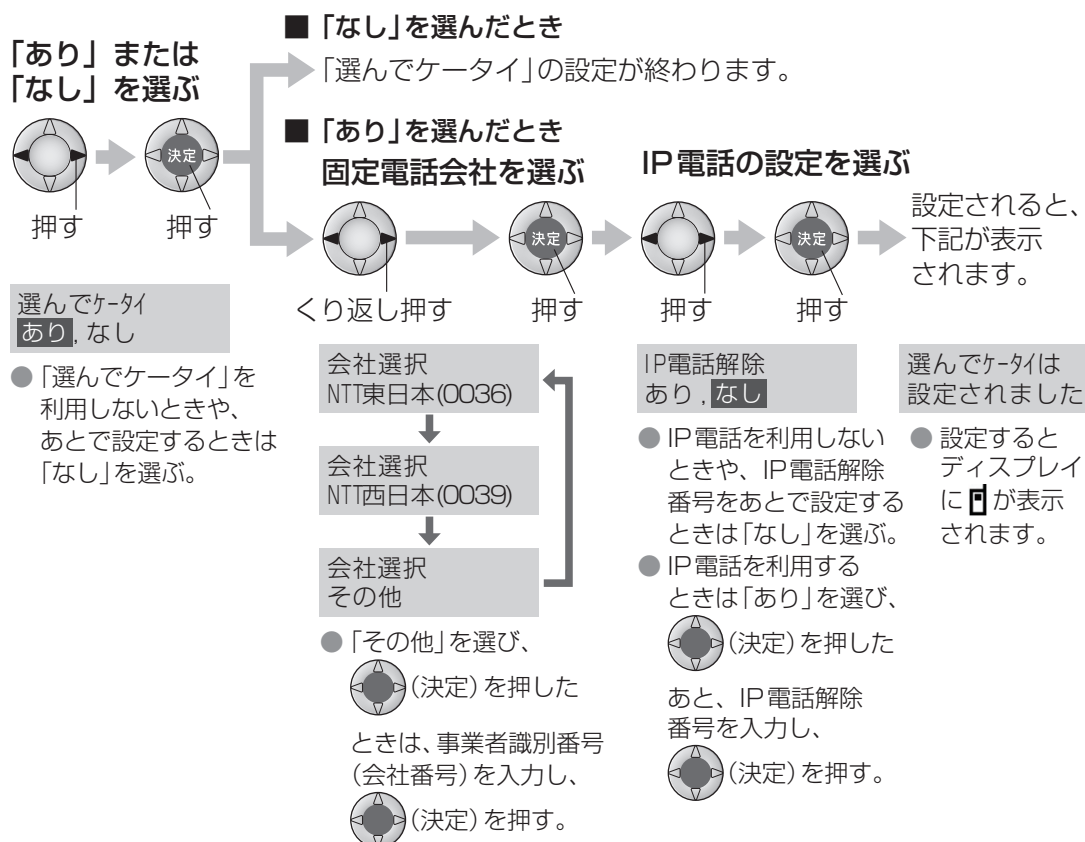 「あり」または
「なし」を選ぶ
決定
押す
押す
選んでｹｰﾀｲ
あり,なし
●「選んでケータイ」を
利用しないときや、
あとで設定するときは
「なし」を選ぶ。
■「なし」を選んだとき
「選んでケータイ」の設定が終わります。
■「あり」を選んだとき
固定電話会社を選ぶ
決定
くり返し押す
押す
会社選択
NTT東日本(0036)
会社選択
NTT西日本(0039)
会社選択
その他
●「その他」を選び、
(決定)を押した
ときは、事業者識別番号
(会社番号)を入力し、
(決定)を押す。
IP電話の設定を選ぶ
決定
押す
押す
IP電話解除
あり,なし
●IP電話を利用しない
ときや、IP電話解除
番号をあとで設定する
ときは「なし」を選ぶ。
●IP電話を利用する
ときは「あり」を選び、
(決定)を押した
あと、IP電話解除
番号を入力し、
(決定)を押す。
設定されると、
下記が表示
されます。
選んでｹｰﾀｲは
設定されました
●設定すると
ディスプレイ
に が表示
されます。